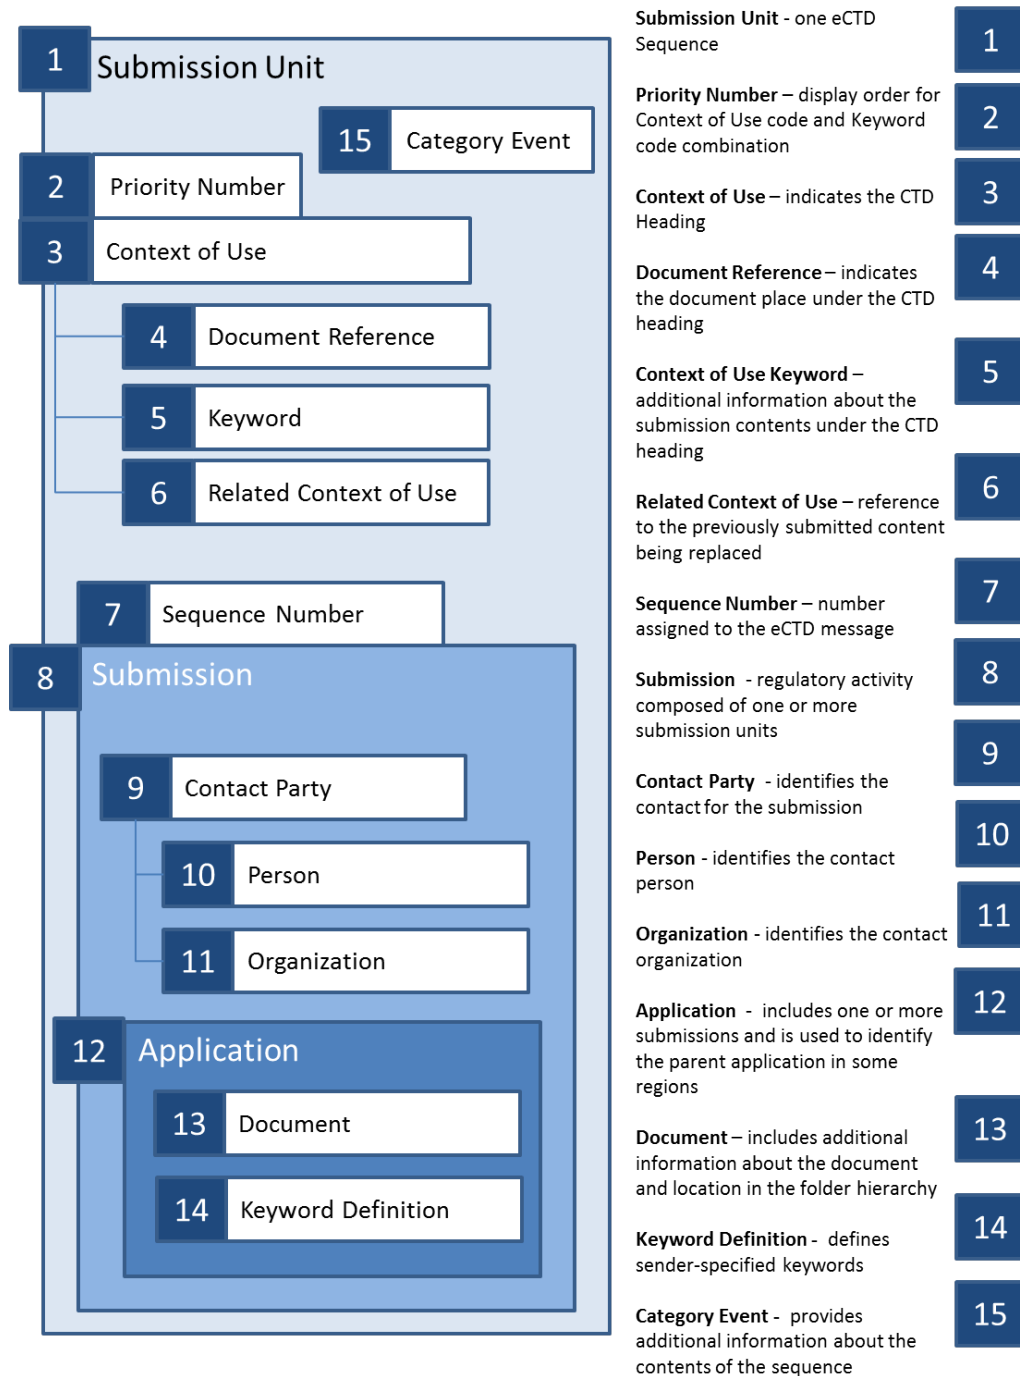 1
Submission Unit
15
Category Event
2
Priority Number
3
Context of Use
4
Document Reference
5
Keyword
6
Related Context of Use
7
Sequence Number
8
Submission
9
Contact Party
10
Person
11
Organization
12
Application
13
Document
14
Keyword Definition
Submission Unit - one eCTD
Sequence
1
Priority Number – display order for
Context of Use code and Keyword
code combination
2
Context of Use – indicates the CTD
Heading
3
Document Reference – indicates
the document place under the CTD
heading
4
Context of Use Keyword –
additional information about the
submission contents under the CTD
heading
5
Related Context of Use – reference
to the previously submitted content
being replaced
6
Sequence Number – number
assigned to the eCTD message
7
Submission - regulatory activity
composed of one or more
submission units
8
Contact Party - identifies the
contact for the submission
9
Person - identifies the contact
person
10
Organization - identifies the contact
organization
11
Application - includes one or more
submissions and is used to identify
the parent application in some
regions
12
Document – includes additional
information about the document
and location in the folder hierarchy
13
Keyword Definition - defines
sender-specified keywords
14
Category Event - provides
additional information about the
contents of the sequence
15